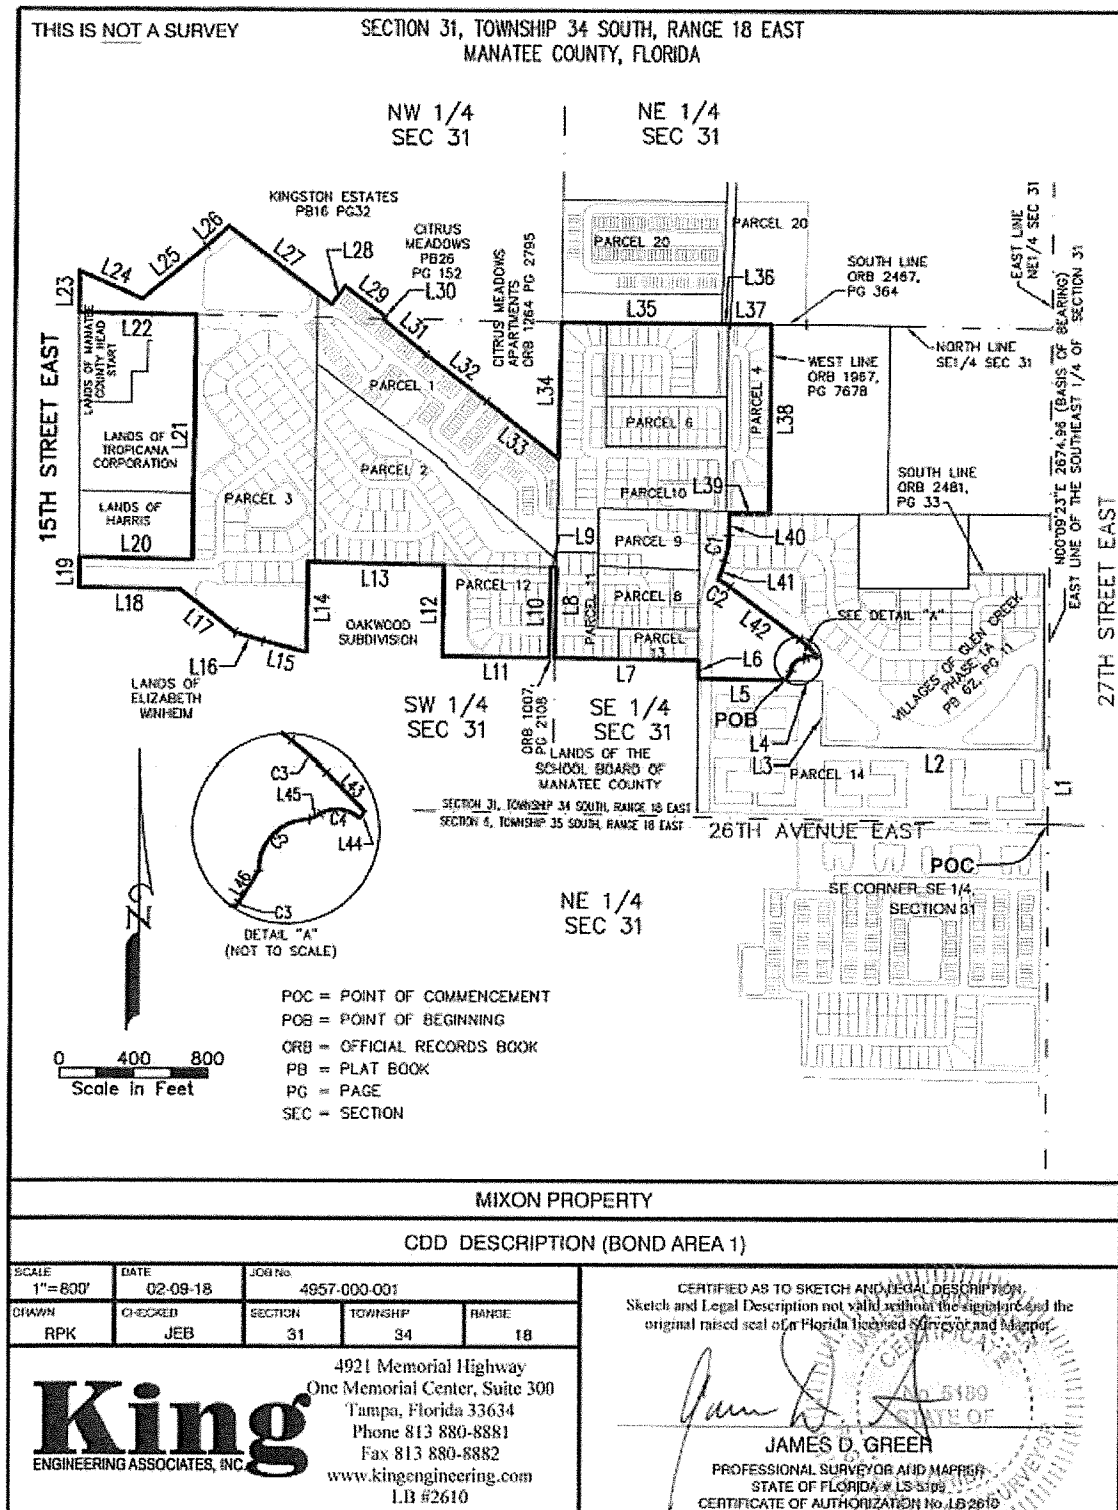 THIS IS NOT A SURVEY
SECTION 31, TOWNSHIP 34 SOUTH, RANGE 18 EAST
MANATEE COUNTY, FLORIDA
NW 1/4
SEC 31
NE 1/4
SEC 31
KINGSTON ESTATES
PB16 PG32
CITRUS
MEADOWS
PB26
PG 152
CITRUS MEADOWS
APARTMENTS
ORB 1264 PG 2795
PARCEL 20
PARCEL 20
EAST LINE
NE1/4 SEC 31
SOUTH LINE
ORB 2467,
PG 364
NORTH LINE
SE1/4 SEC 31
WEST LINE
ORB 1967,
PG 7678
SOUTH LINE
ORB 2481,
PG 33
N00°09'23"E 2674.96 (BASIS OF BEARING)
EAST LINE OF THE SOUTHEAST 1/4 OF SECTION 31
27TH STREET EAST
15TH STREET EAST
L23
L24
L25
L26
L27
L28
L29
L30
L31
L32
L33
L34
L35
L36
L37
L38
L39
L40
L41
L42
C1
C2
L22
L21
L20
L19
L18
L17
L16
L15
L14
L13
L12
L11
L10
L9
L8
L7
L6
L5
L4
L3
L2
L1
LANDS OF MANATEE
COUNTY HEAD
START
LANDS OF
TROPICANA
CORPORATION
LANDS OF
HARRIS
PARCEL 1
PARCEL 2
PARCEL 3
PARCEL 4
PARCEL 6
PARCEL10
PARCEL 9
PARCEL 8
PARCEL 11
PARCEL 12
PARCEL
13
PARCEL 14
OAKWOOD
SUBDIVISION
SEE DETAIL "A"
VILLAGES OF GLEN CREEK
PHASE 1A
PB 62, PG 11
LANDS OF
ELIZABETH
WINHEIM
SW 1/4
SEC 31
ORB 1007,
PG 2108
SE 1/4
SEC 31
LANDS OF THE
SCHOOL BOARD OF
MANATEE COUNTY
POB
SECTION 31, TOWNSHIP 34 SOUTH, RANGE 18 EAST
SECTION 6, TOWNSHIP 35 SOUTH, RANGE 18 EAST
26TH AVENUE EAST
POC
SE CORNER, SE 1/4,
SECTION 31
NE 1/4
SEC 31
C3
L43
L45
C4
L44
C5
L46
C3
DETAIL "A"
(NOT TO SCALE)
POC = POINT OF COMMENCEMENT
POB = POINT OF BEGINNING
ORB = OFFICIAL RECORDS BOOK
PB = PLAT BOOK
PG = PAGE
SEC = SECTION
0 400 800
Scale in Feet
MIXON PROPERTY
CDD DESCRIPTION (BOND AREA 1)
SCALE
1"=800'
DATE
02-09-18
JOB No.
4957-000-001
DRAWN
RPK
CHECKED
JEB
SECTION
31
TOWNSHIP
34
RANGE
18
King
ENGINEERING ASSOCIATES, INC.
4921 Memorial Highway
One Memorial Center, Suite 300
Tampa, Florida 33634
Phone 813 880-8881
Fax 813 880-8882
www.kingengineering.com
LB #2610
CERTIFIED AS TO SKETCH AND LEGAL DESCRIPTION
Sketch and Legal Description not valid without the signature and the
original raised seal of a Florida licensed Surveyor and Mapper
No. 5189
STATE OF
JAMES D. GREER
PROFESSIONAL SURVEYOR AND MAPPER
STATE OF FLORIDA # LS 5189
CERTIFICATE OF AUTHORIZATION No. LB 2610